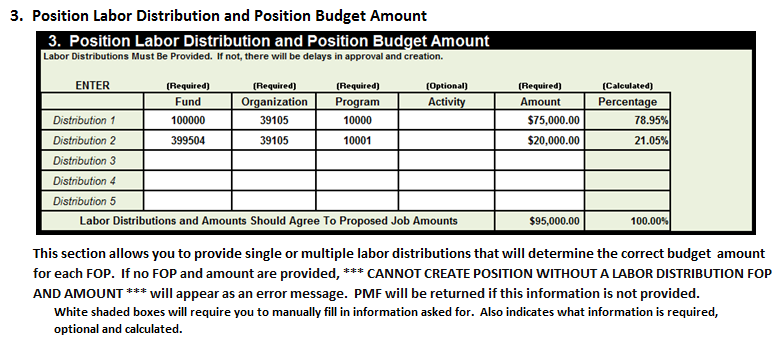 3. Position Labor Distribution and Position Budget Amount
3. Position Labor Distribution and Position Budget Amount
Labor Distributions Must Be Provided. If not, there will be delays in approval and creation.
ENTER (Required) (Required) (Required) (Optional) (Required) (Calculated)
Fund Organization Program Activity Amount Percentage
Distribution 1 100000 39105 10000 $75,000.00 78.95%
Distribution 2 399504 39105 10001 $20,000.00 21.05%
Distribution 3
Distribution 4
Distribution 5
Labor Distributions and Amounts Should Agree To Proposed Job Amounts $95,000.00 100.00%
This section allows you to provide single or multiple labor distributions that will determine the correct budget amount
for each FOP. If no FOP and amount are provided, *** CANNOT CREATE POSITION WITHOUT A LABOR DISTRIBUTION FOP
AND AMOUNT *** will appear as an error message. PMF will be returned if this information is not provided.
White shaded boxes will require you to manually fill in information asked for. Also indicates what information is required,
optional and calculated.